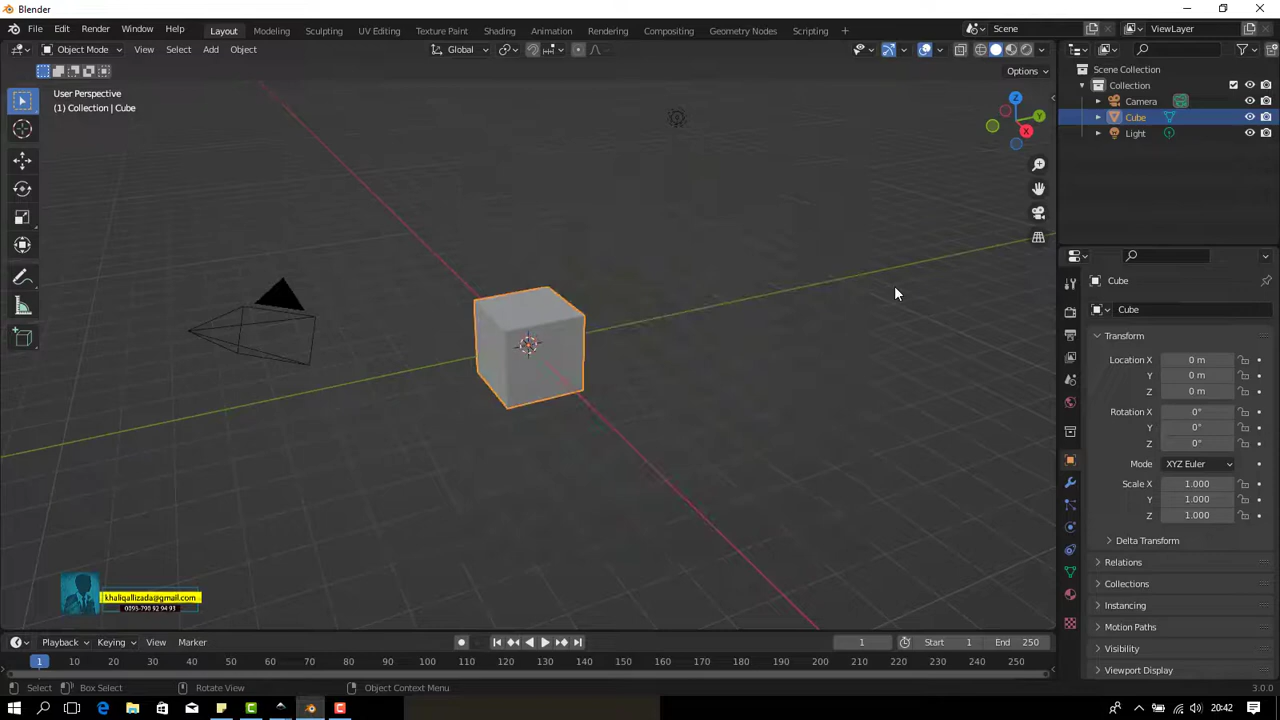 Blender
File Edit Render Window Help
Layout Modeling Sculpting UV Editing Texture Paint Shading Animation Rendering Compositing Geometry Nodes Scripting
Scene
ViewLayer
Object Mode View Select Add Object
Global
Options
User Perspective
(1) Collection | Cube
Z
Y
X
Scene Collection
Collection
Camera
Cube
Light
Cube
Cube
Transform
Location X 0 m
Y 0 m
Z 0 m
Rotation X 0°
Y 0°
Z 0°
Mode XYZ Euler
Scale X 1.000
Y 1.000
Z 1.000
Delta Transform
Relations
Collections
Instancing
Motion Paths
Visibility
Viewport Display
khaliqallizada@gmail.com
0093-790 92 94 93
Playback Keying View Marker
1 Start 1 End 250
1 10 20 30 40 50 60 70 80 90 100 110 120 130 140 150 160 170 180 190 200 210 220 230 240 250
Select Box Select Rotate View Object Context Menu
3.0.0
20:42